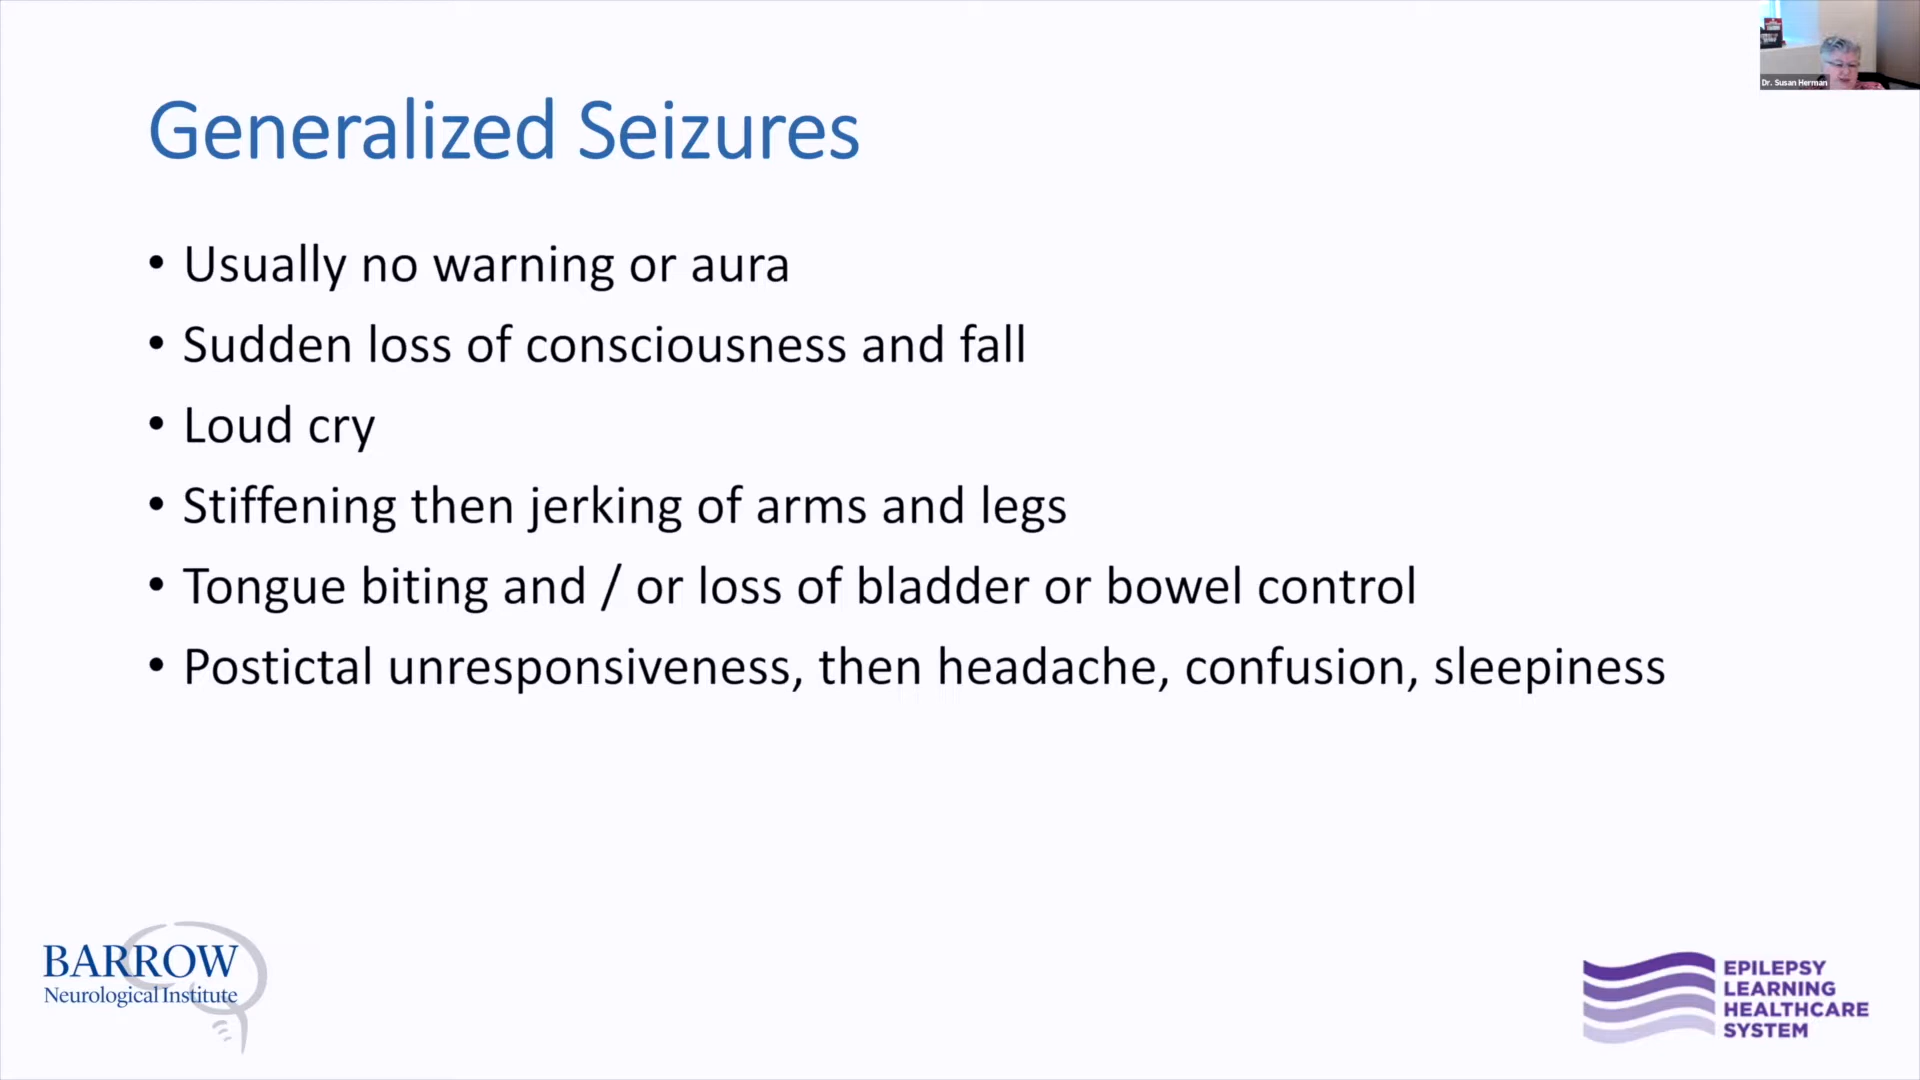 Dr. Susan Herman
Generalized Seizures
• Usually no warning or aura
• Sudden loss of consciousness and fall
• Loud cry
• Stiffening then jerking of arms and legs
• Tongue biting and / or loss of bladder or bowel control
• Postictal unresponsiveness, then headache, confusion, sleepiness
BARROW
Neurological Institute
EPILEPSY
LEARNING
HEALTHCARE
SYSTEM